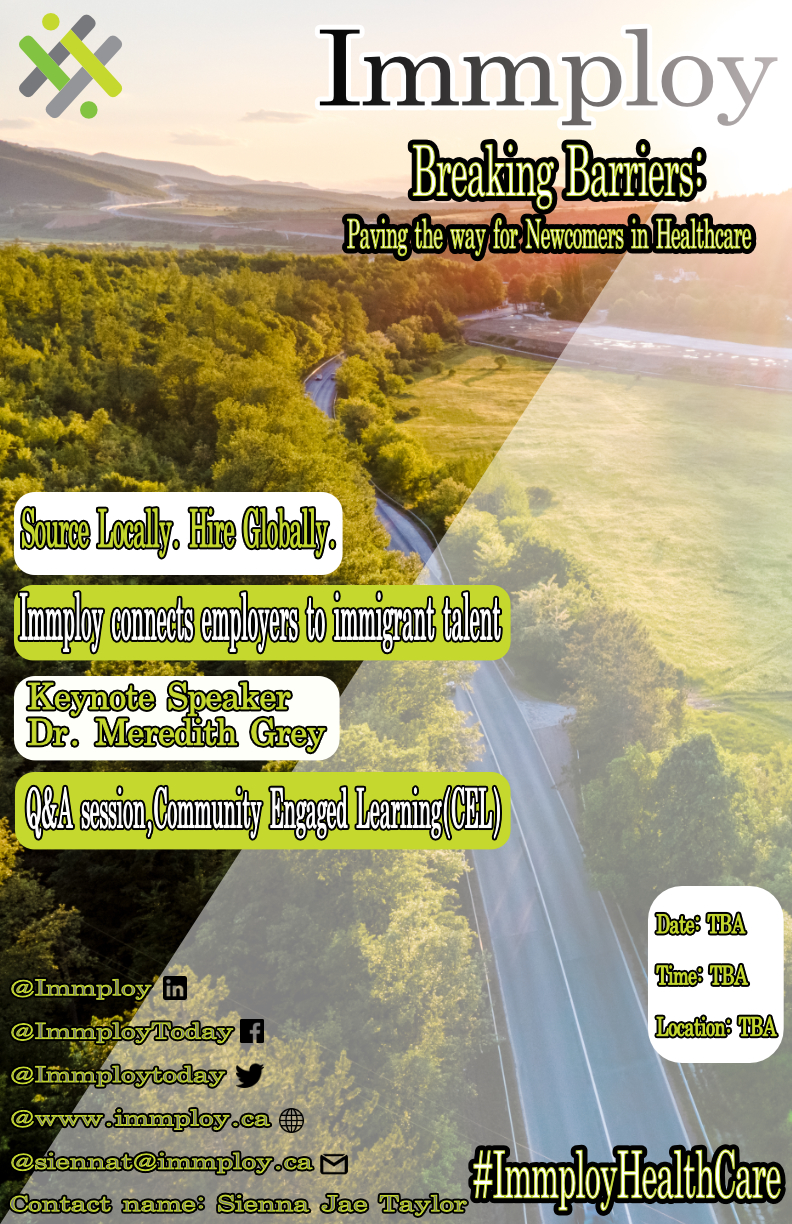 Immploy
Breaking Barriers:
Paving the way for Newcomers in Healthcare
Source Locally. Hire Globally.
Immploy connects employers to immigrant talent
Keynote Speaker
Dr. Meredith Grey
Q&A session,Community Engaged Learning(CEL)
Date: TBA
Time: TBA
Location: TBA
@Immploy in
@ImmployToday f
@Immploytoday
@www.immploy.ca
@siennat@immploy.ca
Contact name: Sienna Jae Taylor
#ImmployHealthCare